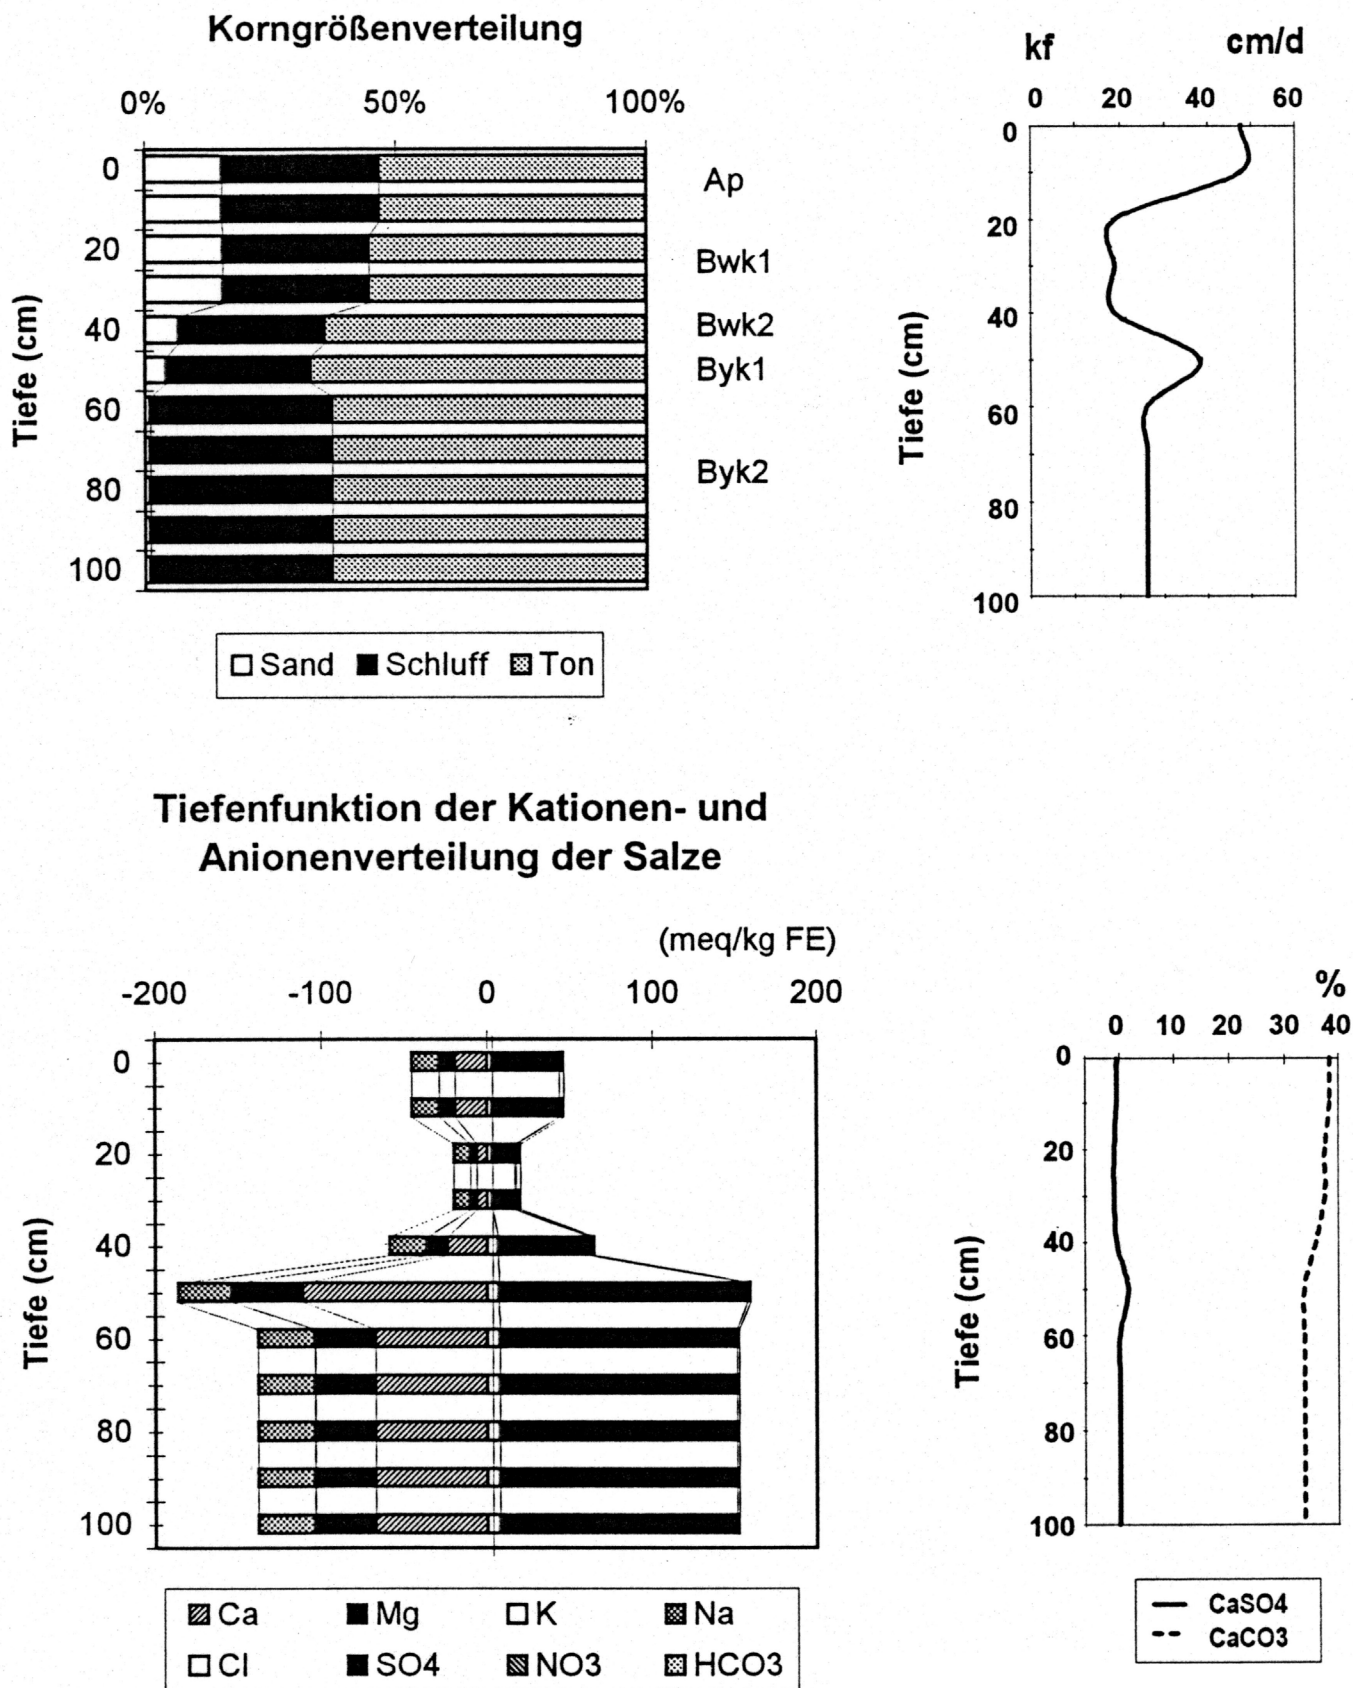 Korngrößenverteilung
0% 50% 100%
0
20
40
60
80
100
Tiefe (cm)
Ap
Bwk1
Bwk2
Byk1
Byk2
Sand Schluff Ton
kf cm/d
0 20 40 60
0
20
40
60
80
100
Tiefe (cm)
Tiefenfunktion der Kationen- und
Anionenverteilung der Salze
(meq/kg FE)
-200 -100 0 100 200
0
20
40
60
80
100
Tiefe (cm)
Ca Mg K Na
Cl SO4 NO3 HCO3
%
0 10 20 30 40
0
20
40
60
80
100
Tiefe (cm)
CaSO4
CaCO3